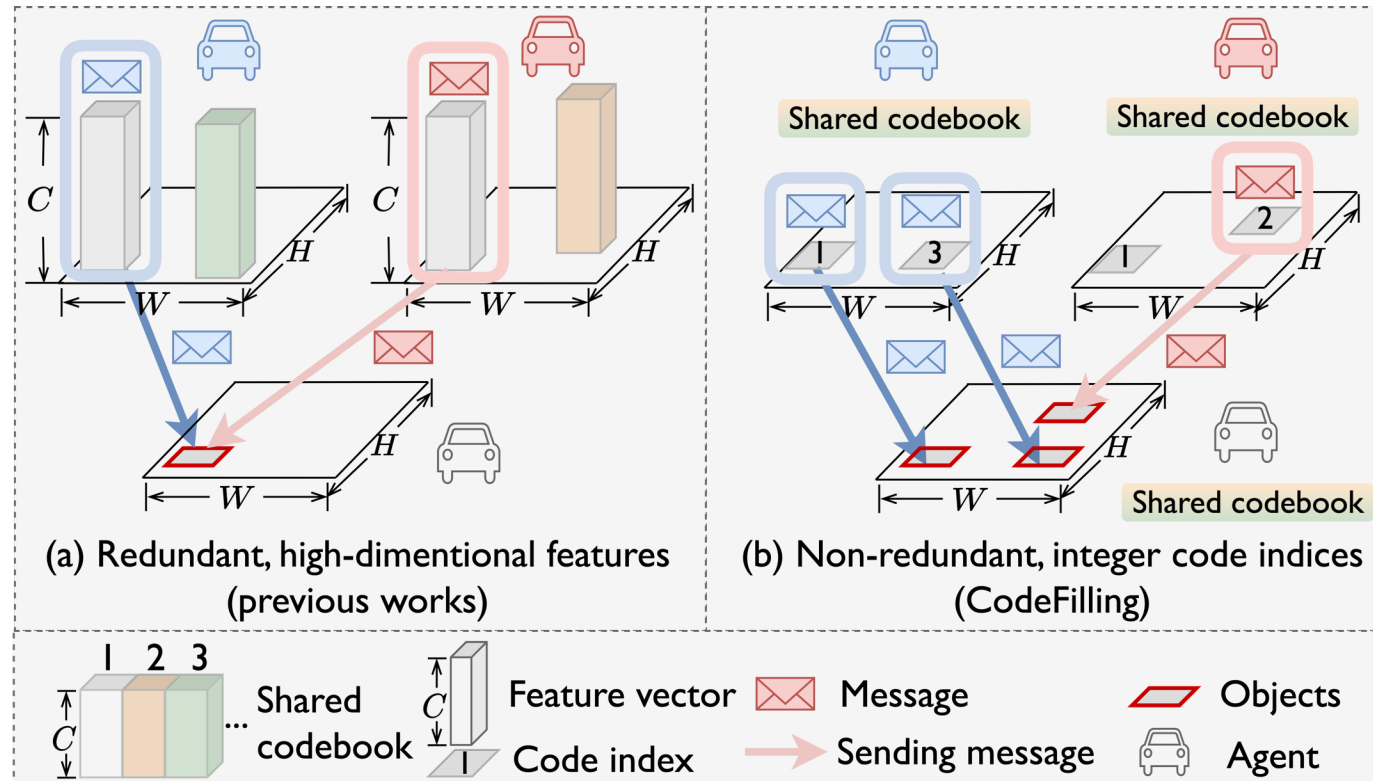 C
H
W
C
H
W
H
W
(a) Redundant, high-dimentional features
(previous works)
Shared codebook
Shared codebook
1
3
H
W
1
2
H
W
H
W
Shared codebook
(b) Non-redundant, integer code indices
(CodeFilling)
1 2 3
C
... Shared
codebook
C
Feature vector
1
Code index
Message
Sending message
Objects
Agent